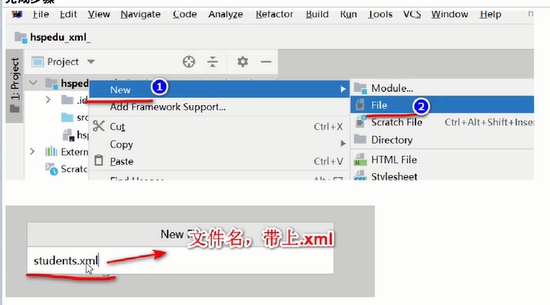 File Edit View Navigate Code Analyze Refactor Build Run Tools VCS Window Help
hspedu_xml_
1: Project
Project
hspe
New
1
Module...
.id
Add Framework Support...
File
2
src
Cut
Ctrl+X
Scratch File
Ctrl+Alt+Shift+Inser
hsp
Copy
Directory
Extern
Paste
Ctrl+V
HTML File
Scratc
Stylesheet
New
文件名，带上.xml
students.xml